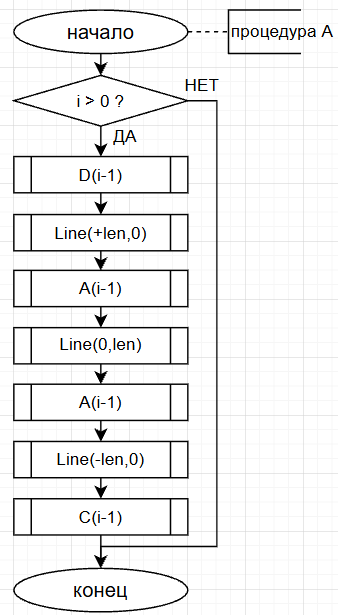 начало
процедура A
i > 0 ?
НЕТ
ДА
D(i-1)
Line(+len,0)
A(i-1)
Line(0,len)
A(i-1)
Line(-len,0)
C(i-1)
конец